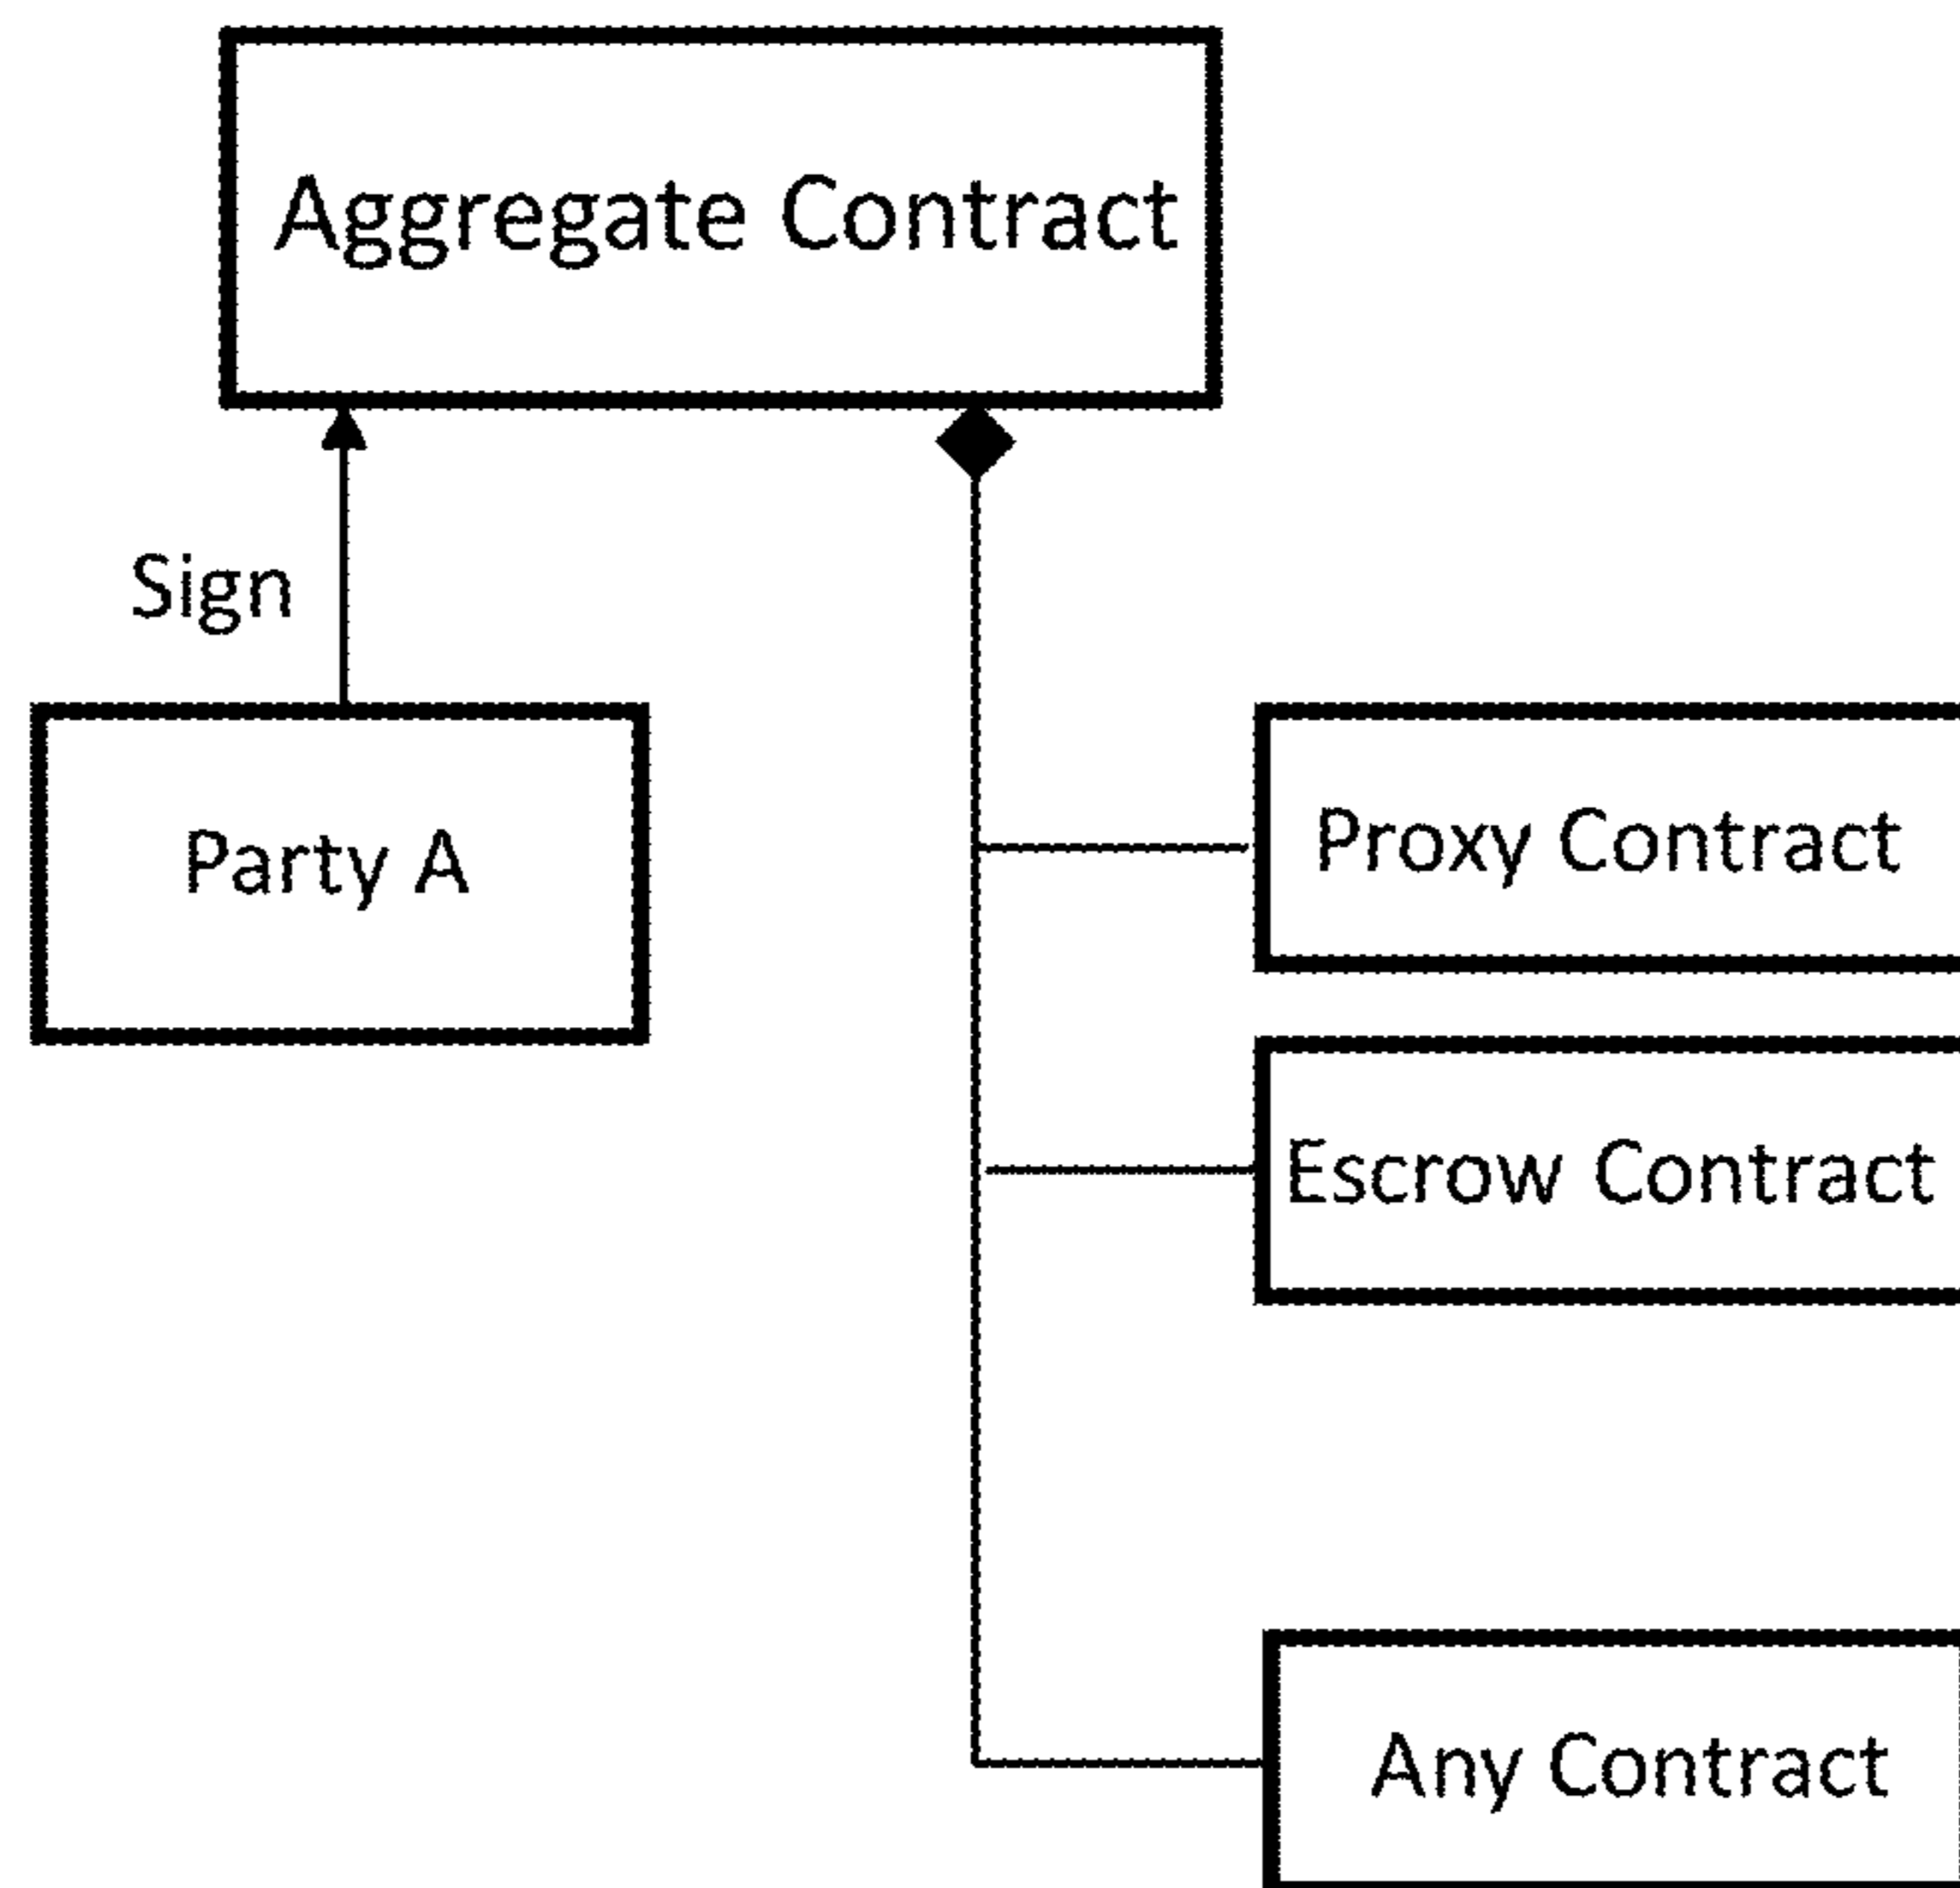 Aggregate Contract
Sign
Party A
Proxy Contract
Escrow Contract
Any Contract